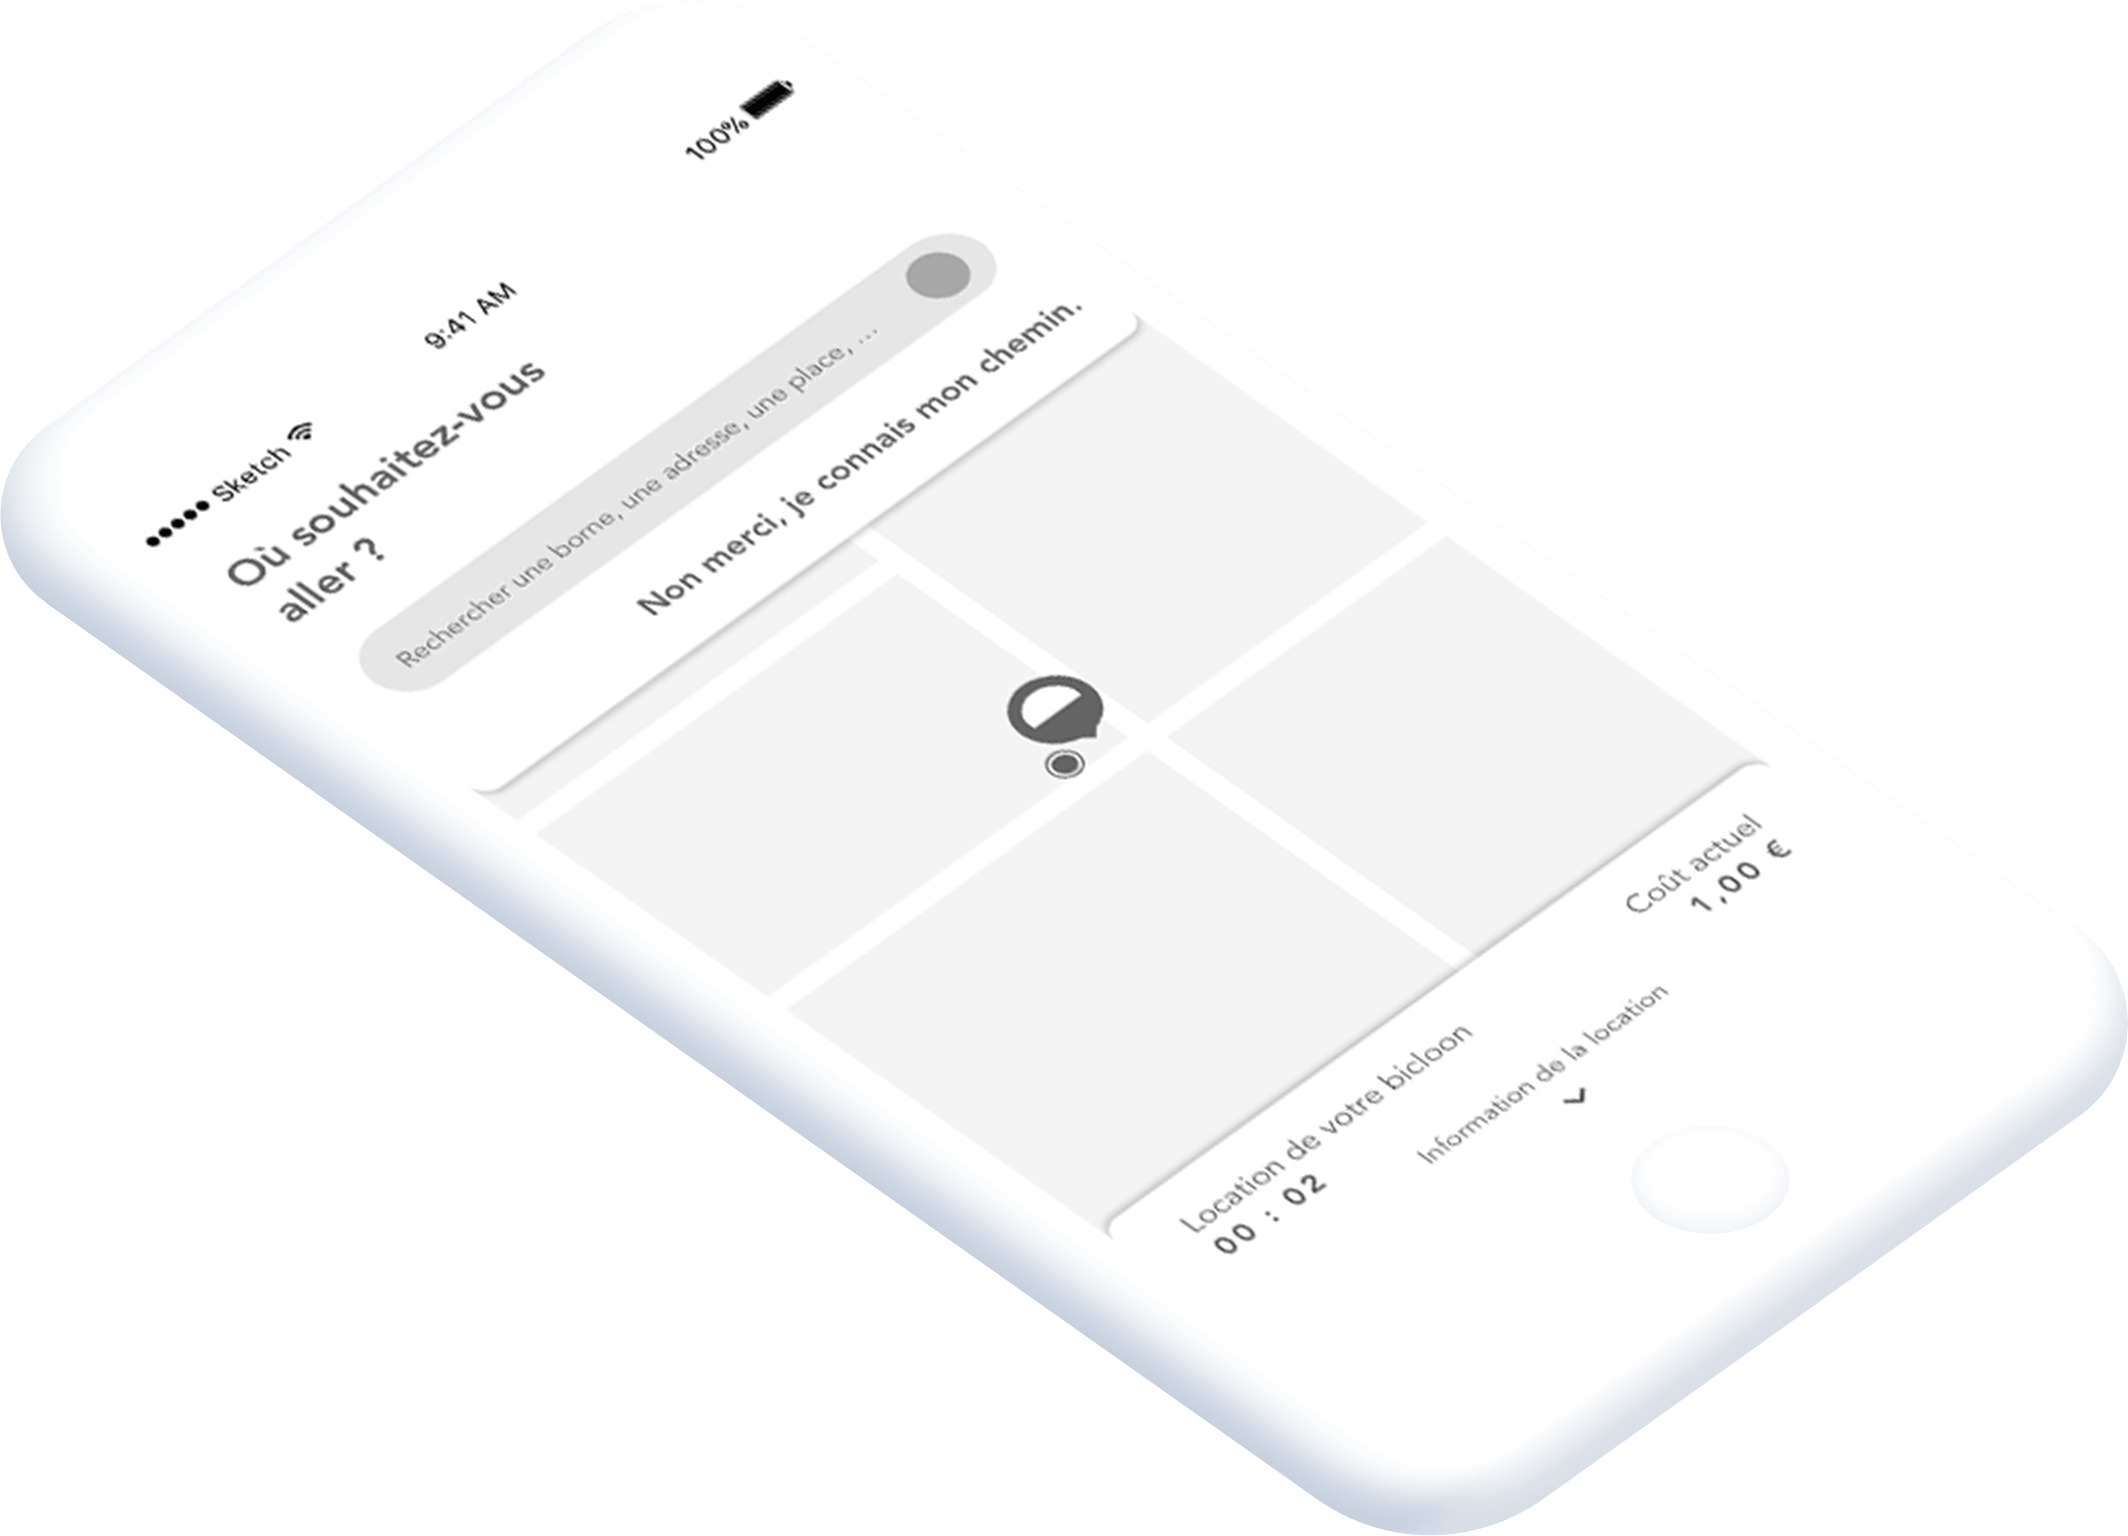 Sketch
9:41 AM
100%
Où souhaitez-vous
aller ?
Rechercher une borne, une adresse, une place, ...
Non merci, je connais mon chemin.
Location de votre bicloon
00 : 02
Coût actuel
1,00 €
Information de la location